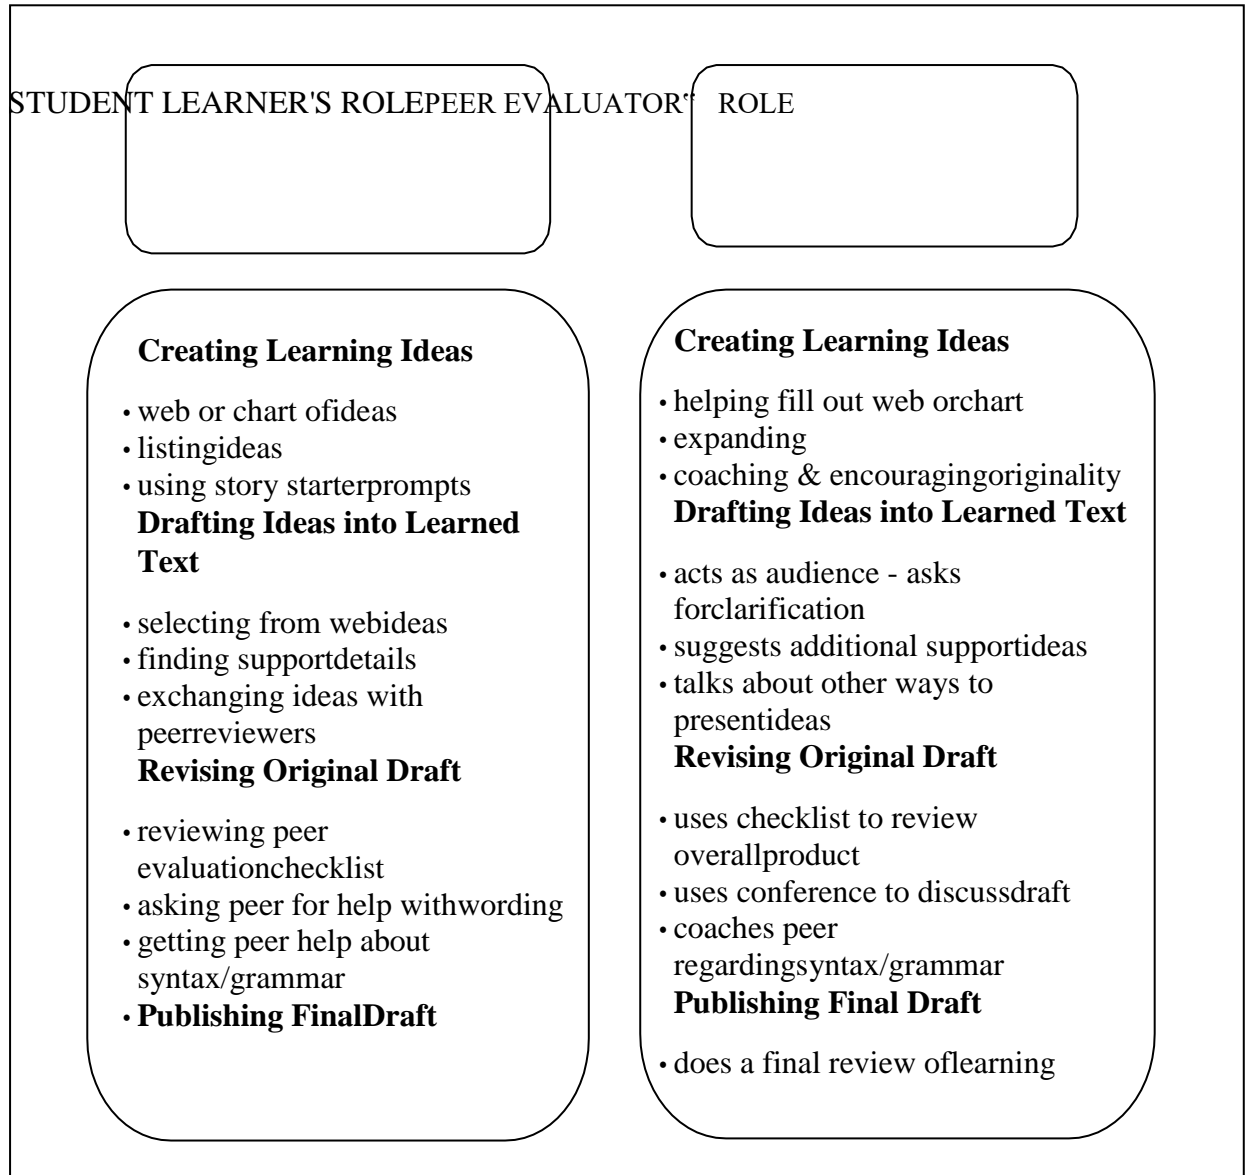 STUDENT LEARNER'S ROLEPEER EVALUATOR“ ROLE
Creating Learning Ideas
• web or chart ofideas
• listingideas
• using story starterprompts
Drafting Ideas into Learned
Text
• selecting from webideas
• finding supportdetails
• exchanging ideas with
peerreviewers
Revising Original Draft
• reviewing peer
evaluationchecklist
• asking peer for help withwording
• getting peer help about
syntax/grammar
• Publishing FinalDraft
Creating Learning Ideas
• helping fill out web orchart
• expanding
• coaching & encouragingoriginality
Drafting Ideas into Learned Text
• acts as audience - asks
forclarification
• suggests additional supportideas
• talks about other ways to
presentideas
Revising Original Draft
• uses checklist to review
overallproduct
• uses conference to discussdraft
• coaches peer
regardingsyntax/grammar
Publishing Final Draft
• does a final review oflearning